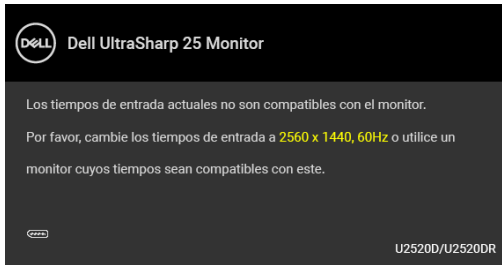 DELL Dell UltraSharp 25 Monitor
Los tiempos de entrada actuales no son compatibles con el monitor.
Por favor, cambie los tiempos de entrada a 2560 x 1440, 60Hz o utilice un
monitor cuyos tiempos sean compatibles con este.
U2520D/U2520DR